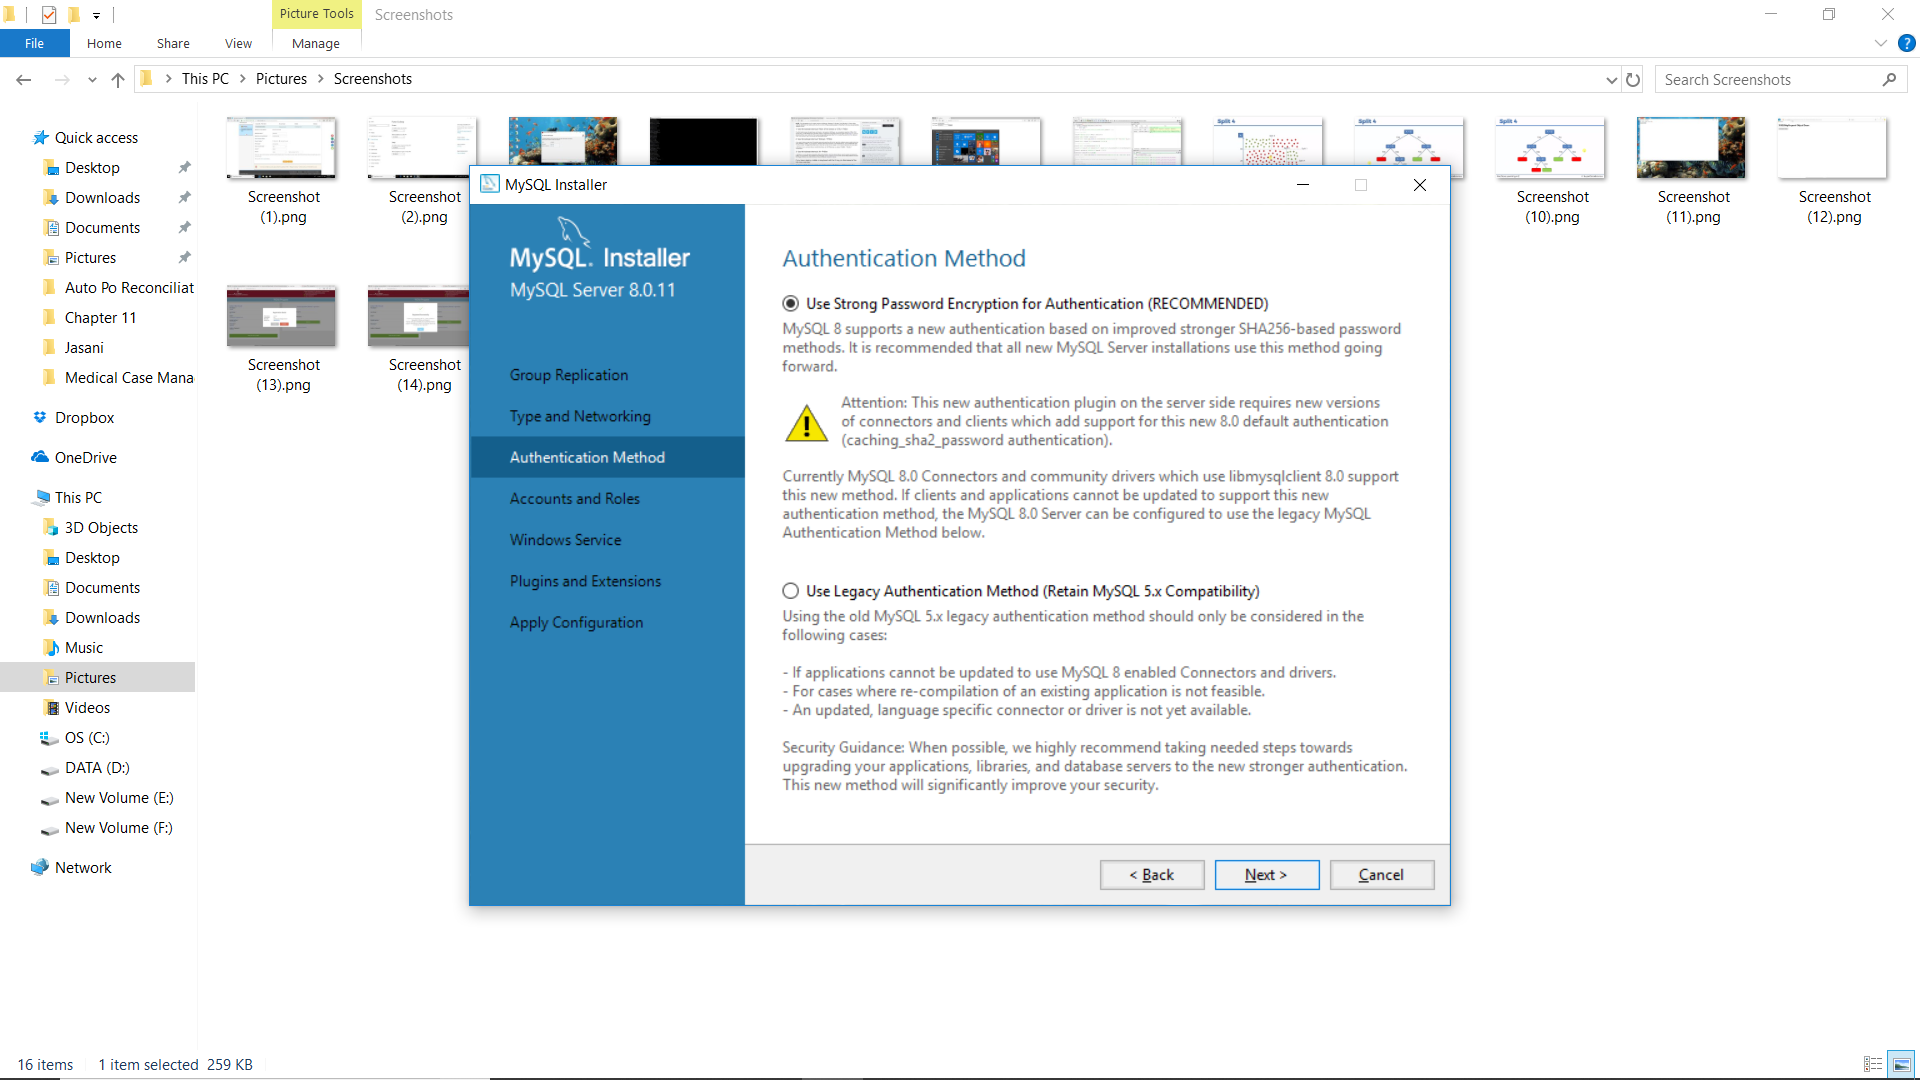 Picture Tools
Screenshots
File
Home
Share
View
Manage
This PC
Pictures
Screenshots
Search Screenshots
Quick access
Desktop
Downloads
Documents
Pictures
Auto Po Reconciliat
Chapter 11
Jasani
Medical Case Mana
Dropbox
OneDrive
This PC
3D Objects
Desktop
Documents
Downloads
Music
Pictures
Videos
OS (C:)
DATA (D:)
New Volume (E:)
New Volume (F:)
Network
Split 4
Split 4
Split 4
Screenshot
(1).png
Screenshot
(2).png
Screenshot
(10).png
Screenshot
(11).png
Screenshot
(12).png
Screenshot
(13).png
Screenshot
(14).png
MySQL Installer
MySQL. Installer
MySQL Server 8.0.11
Group Replication
Type and Networking
Authentication Method
Accounts and Roles
Windows Service
Plugins and Extensions
Apply Configuration
Authentication Method
Use Strong Password Encryption for Authentication (RECOMMENDED)
MySQL 8 supports a new authentication based on improved stronger SHA256-based password
methods. It is recommended that all new MySQL Server installations use this method going
forward.
Attention: This new authentication plugin on the server side requires new versions
of connectors and clients which add support for this new 8.0 default authentication
(caching_sha2_password authentication).
Currently MySQL 8.0 Connectors and community drivers which use libmysqlclient 8.0 support
this new method. If clients and applications cannot be updated to support this new
authentication method, the MySQL 8.0 Server can be configured to use the legacy MySQL
Authentication Method below.
Use Legacy Authentication Method (Retain MySQL 5.x Compatibility)
Using the old MySQL 5.x legacy authentication method should only be considered in the
following cases:
- If applications cannot be updated to use MySQL 8 enabled Connectors and drivers.
- For cases where re-compilation of an existing application is not feasible.
- An updated, language specific connector or driver is not yet available.
Security Guidance: When possible, we highly recommend taking needed steps towards
upgrading your applications, libraries, and database servers to the new stronger authentication.
This new method will significantly improve your security.
< Back
Next >
Cancel
16 items
1 item selected 259 KB